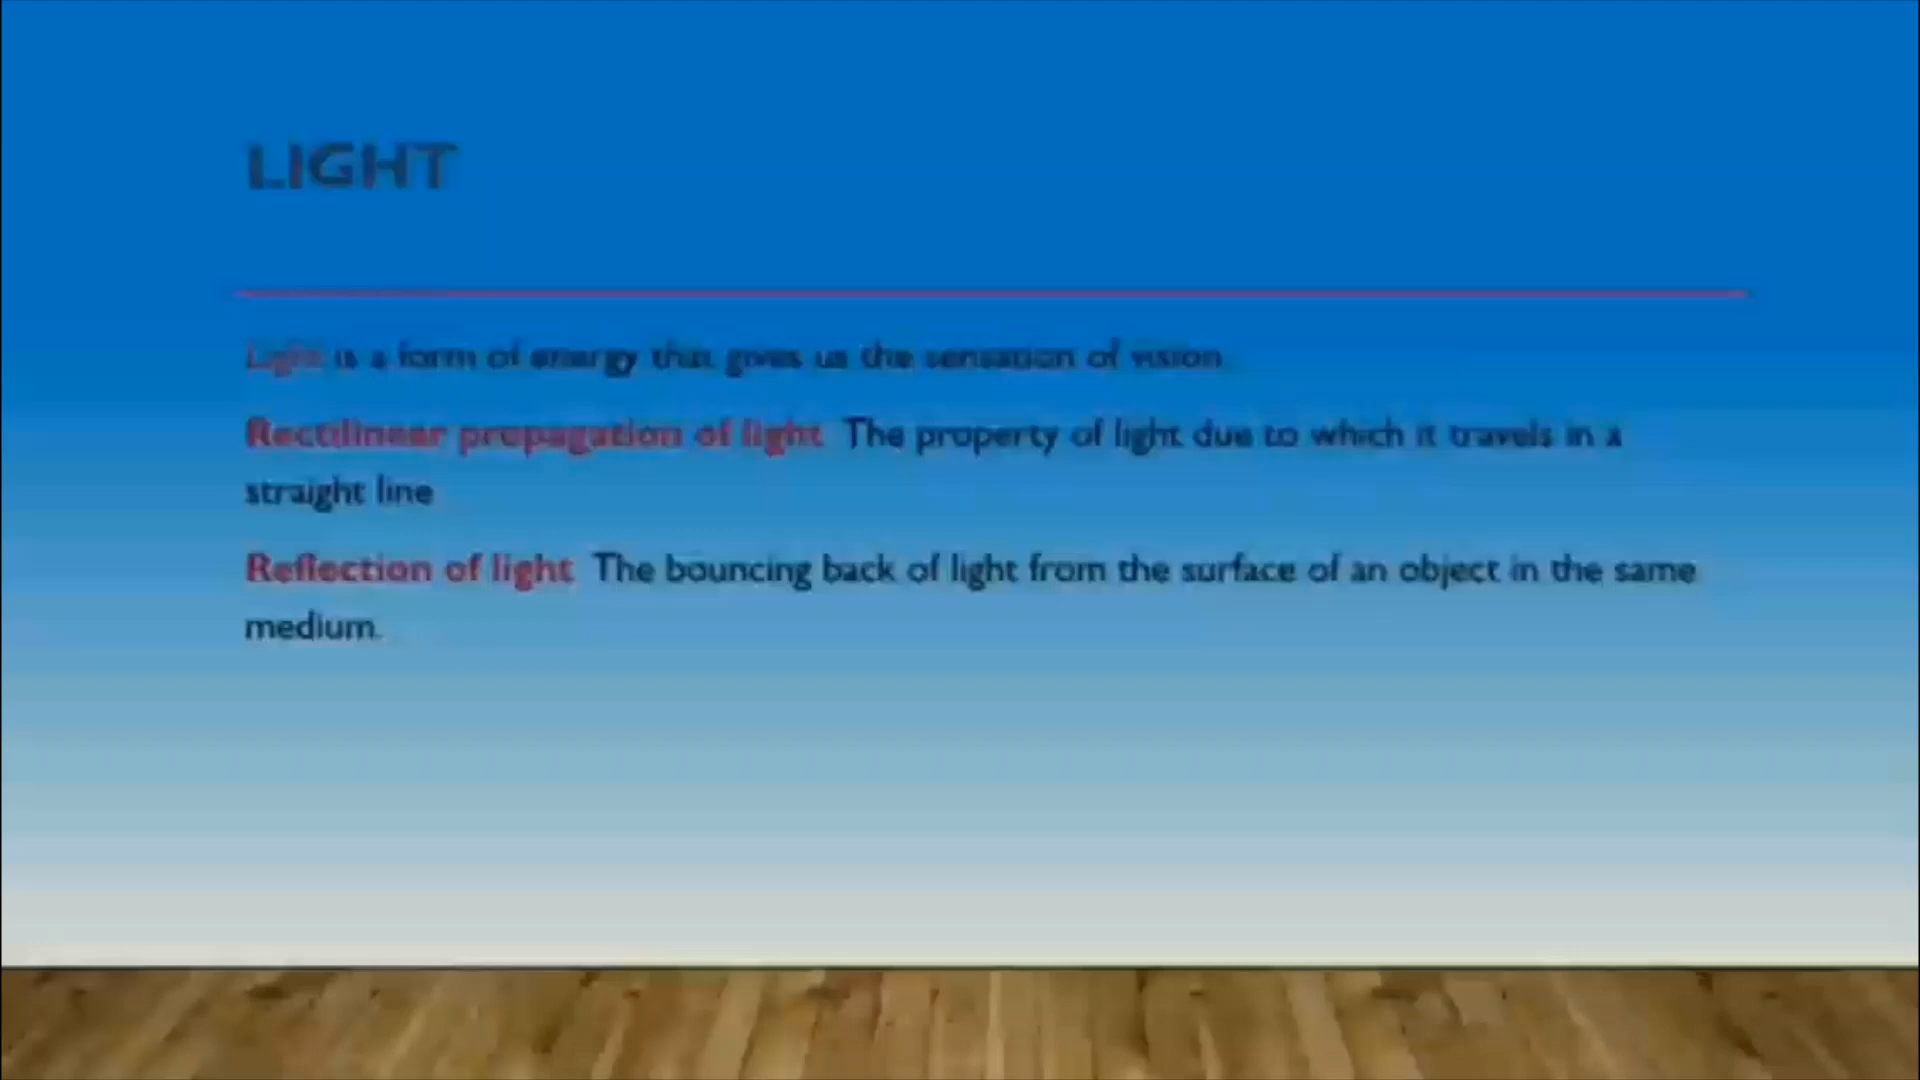 LIGHT
Light is a form of energy that gives us the sensation of vision
Rectilinear propagation of light The property of light due to which it travels in a
straight line
Reflection of light The bouncing back of light from the surface of an object in the same
medium.